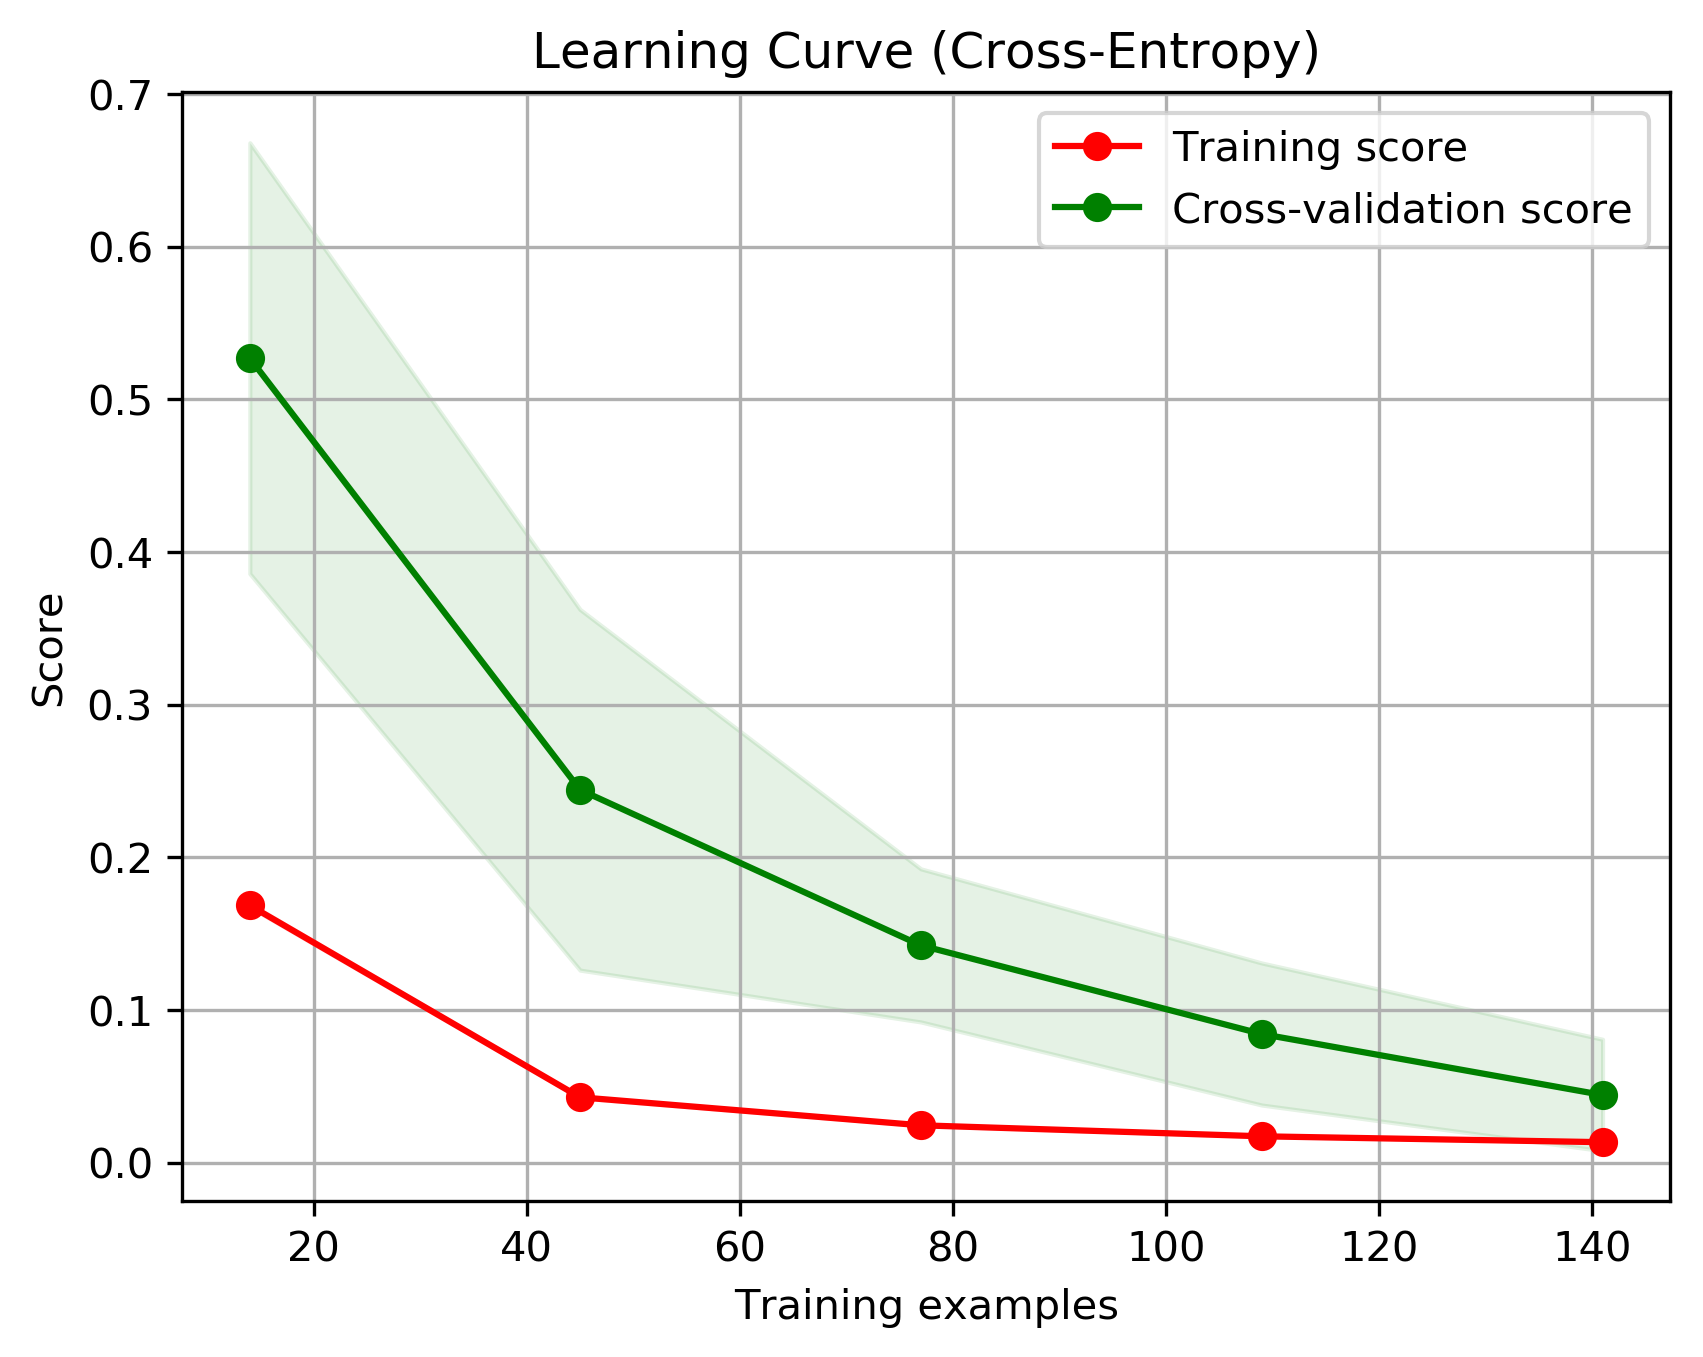 Learning Curve (Cross-Entropy)
Training score
Cross-validation score
0.7
0.6
0.5
0.4
0.3
0.2
0.1
0.0
Score
20 40 60 80 100 120 140
Training examples